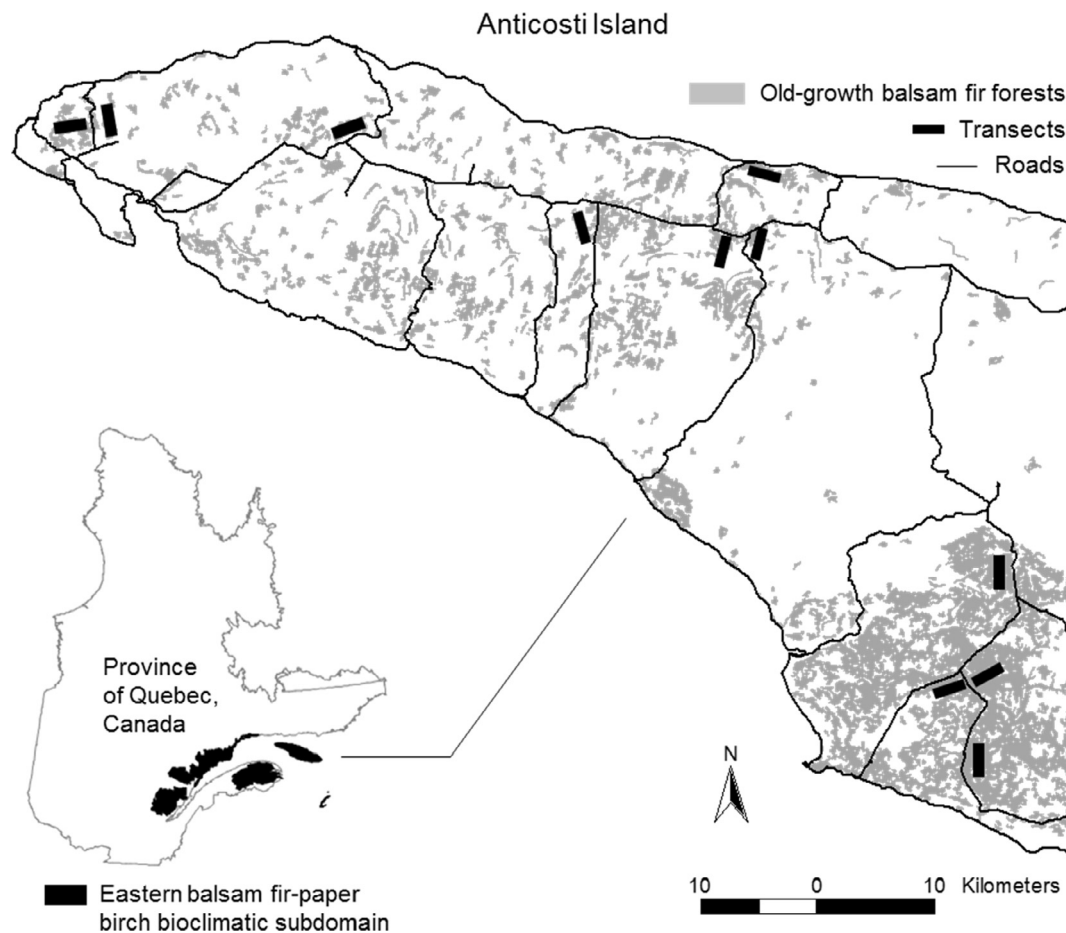 Anticosti Island
Old-growth balsam fir forests
Transects
Roads
Province
of Quebec,
Canada
N
10 0 10 Kilometers
Eastern balsam fir-paper
birch bioclimatic subdomain